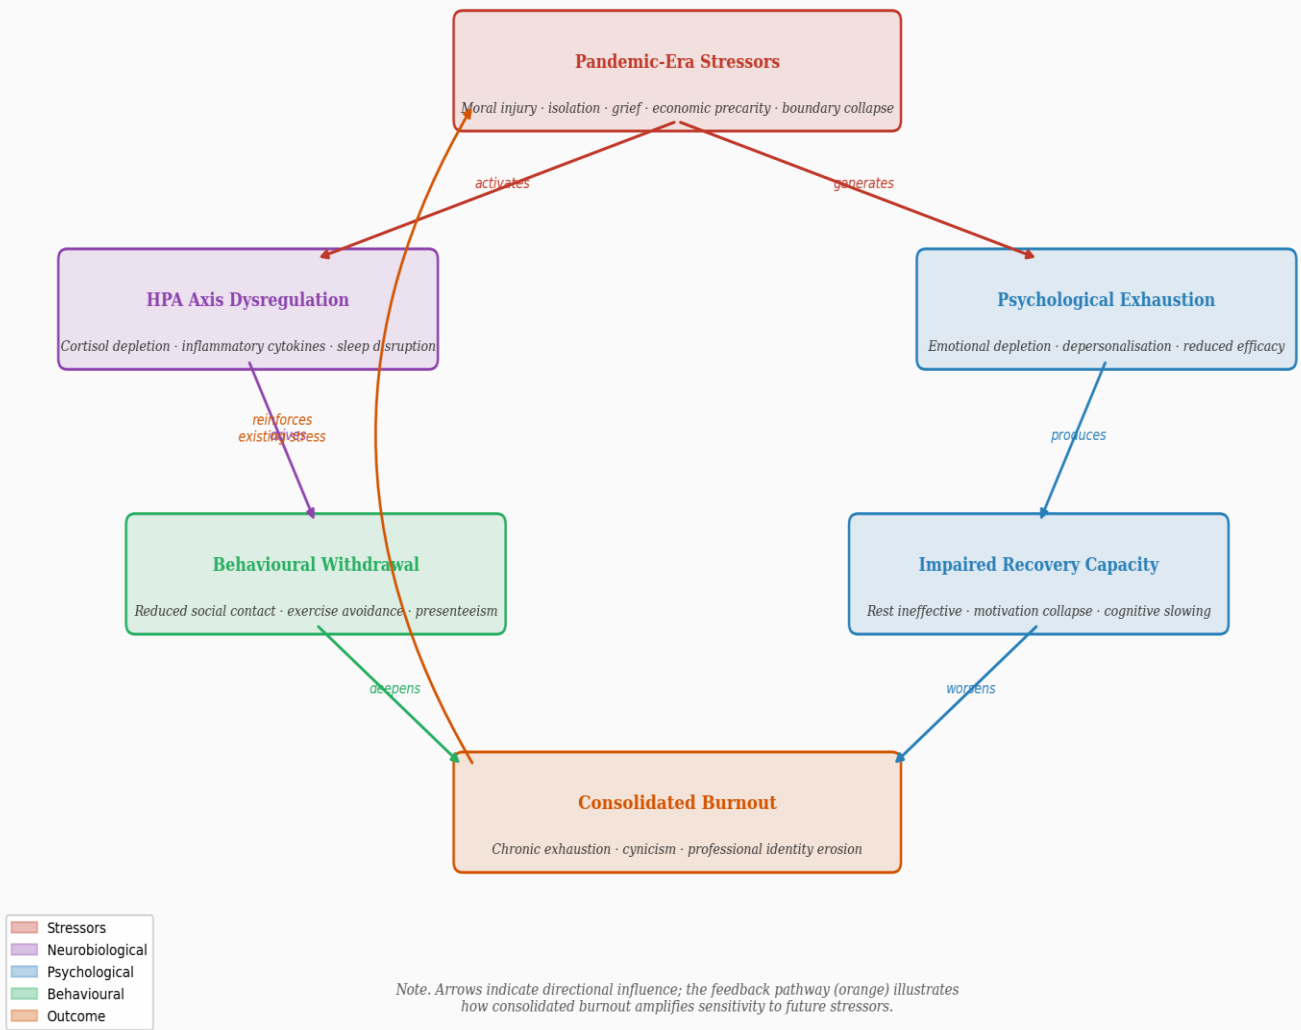 Pandemic-Era Stressors
Moral injury · isolation · grief · economic precarity · boundary collapse
activates
generates
HPA Axis Dysregulation
Cortisol depletion · inflammatory cytokines · sleep disruption
Psychological Exhaustion
Emotional depletion · depersonalisation · reduced efficacy
reinforces
existing stress
drives
produces
Behavioural Withdrawal
Reduced social contact · exercise avoidance · presenteeism
Impaired Recovery Capacity
Rest ineffective · motivation collapse · cognitive slowing
deepens
worsens
Consolidated Burnout
Chronic exhaustion · cynicism · professional identity erosion
Stressors
Neurobiological
Psychological
Behavioural
Outcome
Note. Arrows indicate directional influence; the feedback pathway (orange) illustrates
how consolidated burnout amplifies sensitivity to future stressors.